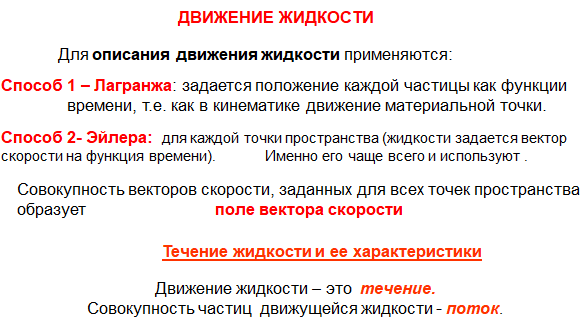 ДВИЖЕНИЕ ЖИДКОСТИ
Для описания движения жидкости применяются:
Способ 1 – Лагранжа: задается положение каждой частицы как функции
времени, т.е. как в кинематике движение материальной точки.
Способ 2- Эйлера: для каждой точки пространства (жидкости задается вектор
скорости на функция времени). Именно его чаще всего и используют .
Совокупность векторов скорости, заданных для всех точек пространства
образует поле вектора скорости
Течение жидкости и ее характеристики
Движение жидкости – это течение.
Совокупность частиц движущейся жидкости - поток.